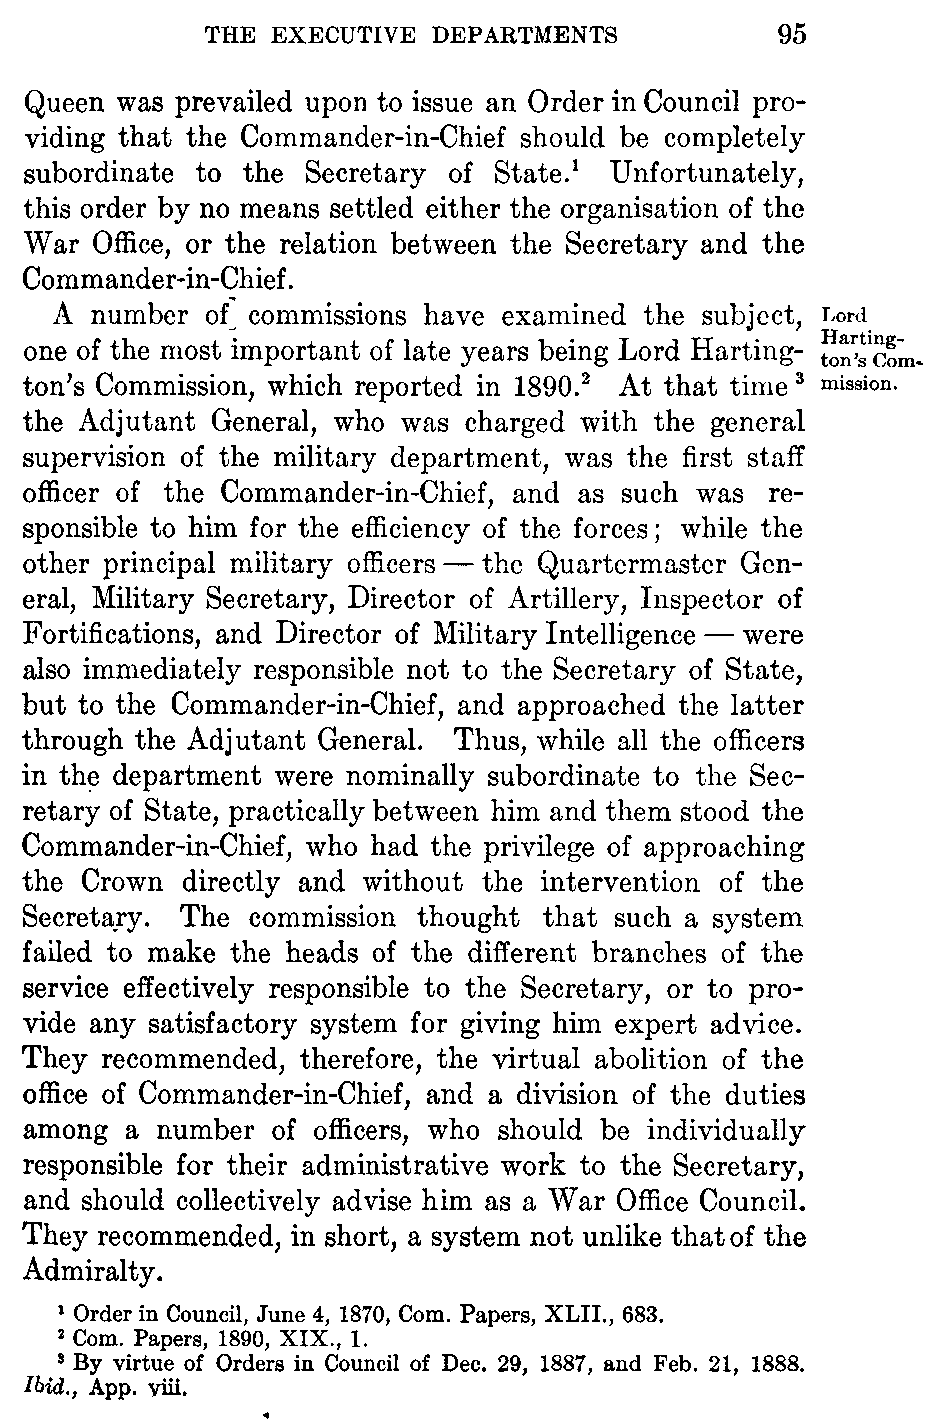 THE EXECUTIVE DEPARTMENTS 95
Queen was prevailed upon to issue an Order in Council pro-
viding that the Commander-in-Chief should be completely
subordinate to the Secretary of State.¹ Unfortunately,
this order by no means settled either the organisation of the
War Office, or the relation between the Secretary and the
Commander-in-Chief.
A number of commissions have examined the subject,
one of the most important of late years being Lord Harting-
ton's Commission, which reported in 1890.² At that time ³
the Adjutant General, who was charged with the general
supervision of the military department, was the first staff
officer of the Commander-in-Chief, and as such was re-
sponsible to him for the efficiency of the forces; while the
other principal military officers — the Quartermaster Gen-
eral, Military Secretary, Director of Artillery, Inspector of
Fortifications, and Director of Military Intelligence — were
also immediately responsible not to the Secretary of State,
but to the Commander-in-Chief, and approached the latter
through the Adjutant General. Thus, while all the officers
in the department were nominally subordinate to the Sec-
retary of State, practically between him and them stood the
Commander-in-Chief, who had the privilege of approaching
the Crown directly and without the intervention of the
Secretary. The commission thought that such a system
failed to make the heads of the different branches of the
service effectively responsible to the Secretary, or to pro-
vide any satisfactory system for giving him expert advice.
They recommended, therefore, the virtual abolition of the
office of Commander-in-Chief, and a division of the duties
among a number of officers, who should be individually
responsible for their administrative work to the Secretary,
and should collectively advise him as a War Office Council.
They recommended, in short, a system not unlike that of the
Admiralty.
Lord
Harting-
ton's Com-
mission.
¹ Order in Council, June 4, 1870, Com. Papers, XLII., 683.
² Com. Papers, 1890, XIX., 1.
³ By virtue of Orders in Council of Dec. 29, 1887, and Feb. 21, 1888.
Ibid., App. viii.